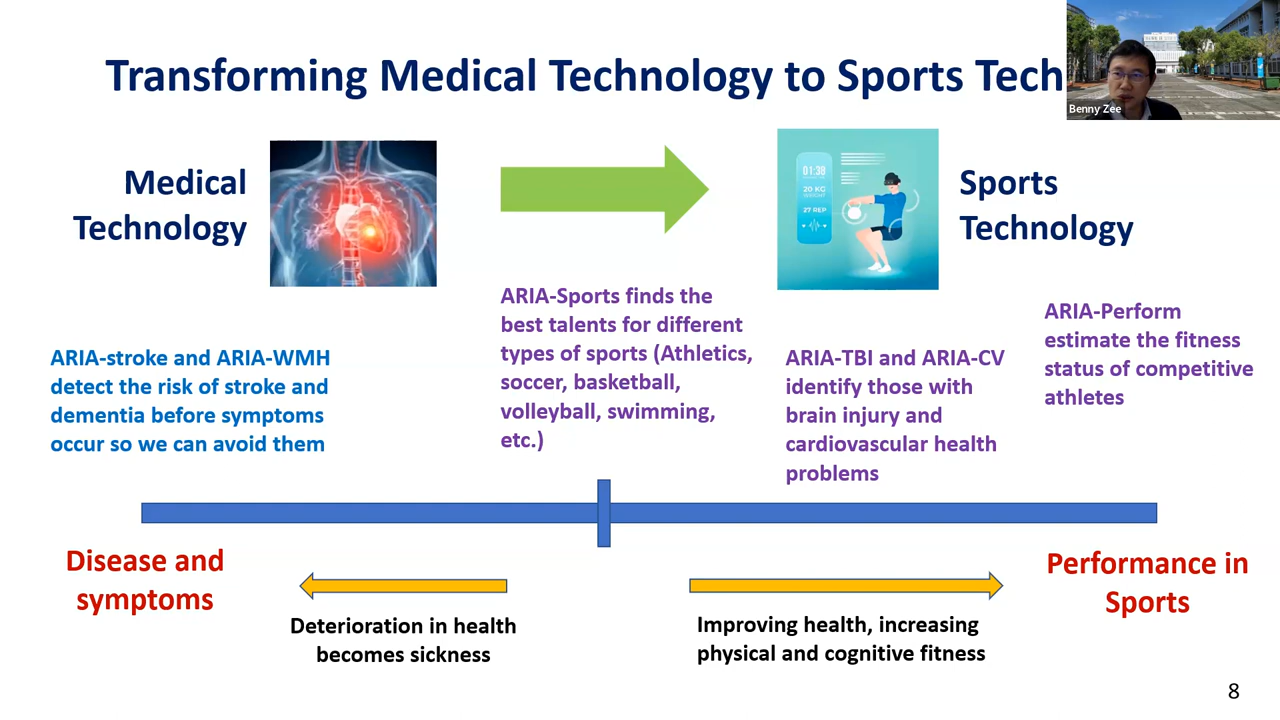 Transforming Medical Technology to Sports Tech
Benny Zee
Medical
Technology
01:38
20 KG
WEIGHT
27 REP
Sports
Technology
ARIA-stroke and ARIA-WMH
detect the risk of stroke and
dementia before symptoms
occur so we can avoid them
ARIA-Sports finds the
best talents for different
types of sports (Athletics,
soccer, basketball,
volleyball, swimming,
etc.)
ARIA-TBI and ARIA-CV
identify those with
brain injury and
cardiovascular health
problems
ARIA-Perform
estimate the fitness
status of competitive
athletes
Disease and
symptoms
Deterioration in health
becomes sickness
Improving health, increasing
physical and cognitive fitness
Performance in
Sports
8